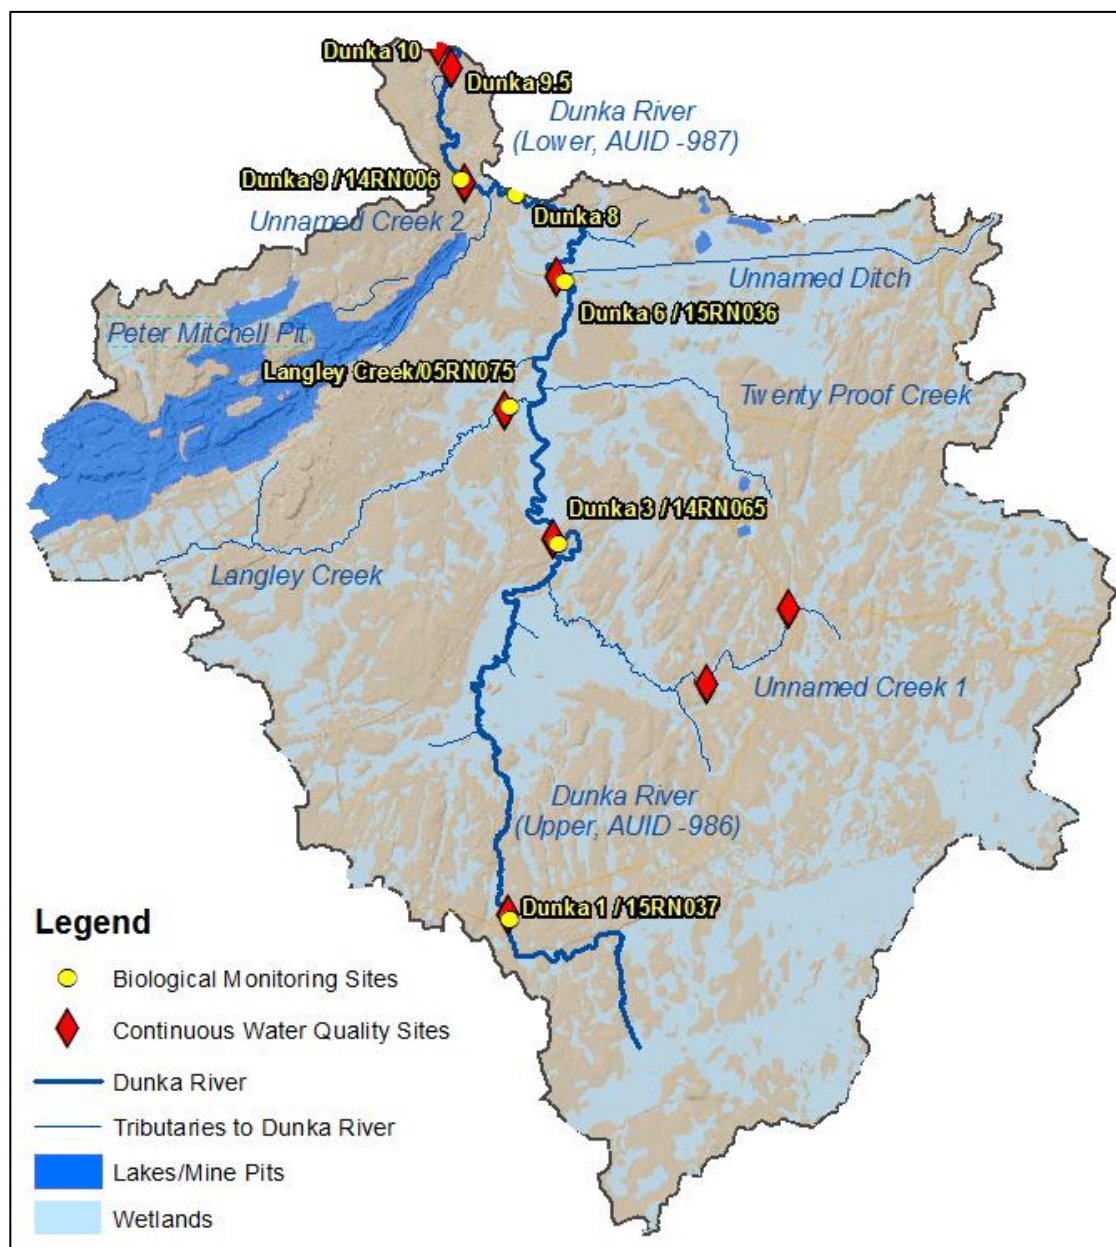 Dunka 10
Dunka 9.5
Dunka River
(Lower, AUID -987)
Dunka 9 / 14RN006
Unnamed Creek 2
Dunka 8
Unnamed Ditch
Dunka 6 / 15RN036
Peter Mitchell Pit
Langley Creek/05RN075
Twenty Proof Creek
Dunka 3 / 14RN065
Langley Creek
Unnamed Creek 1
Dunka River
(Upper, AUID -986)
Dunka 1 / 15RN037
Legend
Biological Monitoring Sites
Continuous Water Quality Sites
Dunka River
Tributaries to Dunka River
Lakes/Mine Pits
Wetlands